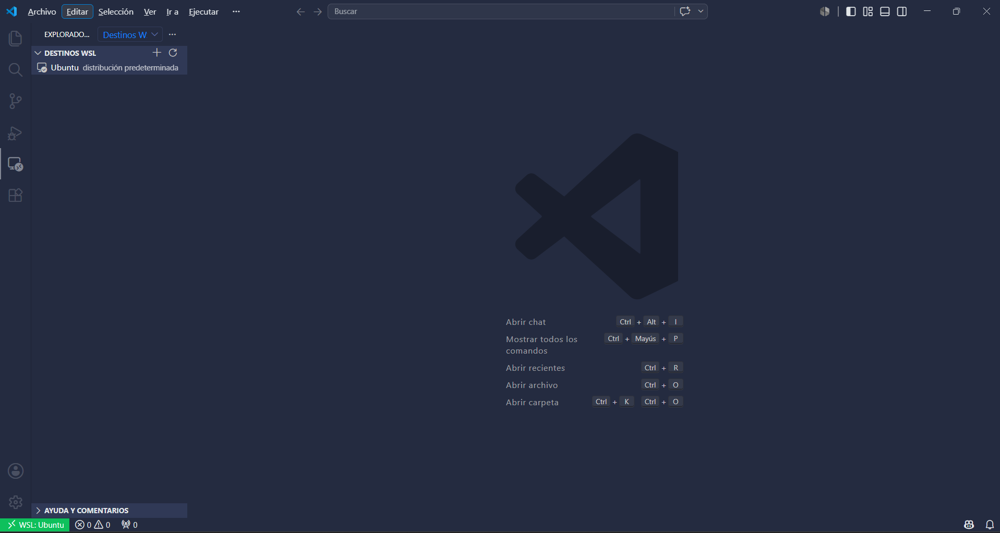 Archivo Editar Selección Ver Ir a Ejecutar ··· Buscar
EXPLORADO... Destinos W ···
DESTINOS WSL
Ubuntu distribución predeterminada
Abrir chat Ctrl + Alt + I
Mostrar todos los Ctrl + Mayús + P
comandos
Abrir recientes Ctrl + R
Abrir archivo Ctrl + O
Abrir carpeta Ctrl + K Ctrl + O
AYUDA Y COMENTARIOS
WSL: Ubuntu 0 0 0